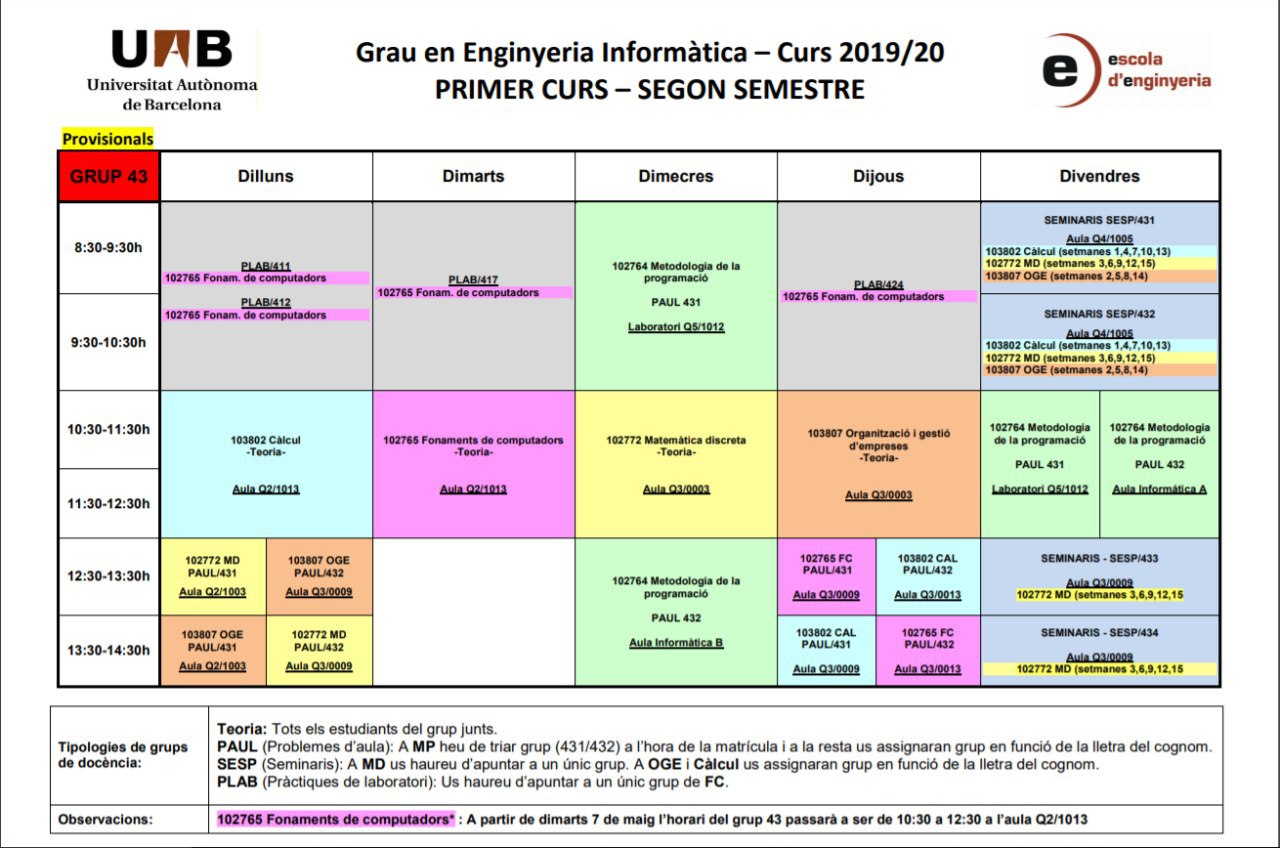 UAB
Universitat Autònoma
de Barcelona
Grau en Enginyeria Informàtica – Curs 2019/20
PRIMER CURS – SEGON SEMESTRE
e
escola
d'enginyeria
Provisionals
GRUP 43
Dilluns
Dimarts
Dimecres
Dijous
Divendres
8:30-9:30h
9:30-10:30h
PLAB/411
102765 Fonam. de computadors
PLAB/412
102765 Fonam. de computadors
PLAB/417
102765 Fonam. de computadors
102764 Metodologia de la
programació
PAUL 431
Laboratori Q5/1012
PLAB/424
102765 Fonam. de computadors
SEMINARIS SESP/431
Aula Q4/1005
103802 Càlcul (setmanes 1,4,7,10,13)
102772 MD (setmanes 3,6,9,12,15)
103807 OGE (setmanes 2,5,8,14)
SEMINARIS SESP/432
Aula Q4/1005
103802 Càlcul (setmanes 1,4,7,10,13)
102772 MD (setmanes 3,6,9,12,15)
103807 OGE (setmanes 2,5,8,14)
10:30-11:30h
11:30-12:30h
103802 Càlcul
-Teoria-
Aula Q2/1013
102765 Fonaments de computadors
-Teoria-
Aula Q2/1013
102772 Matemàtica discreta
-Teoria-
Aula Q3/0003
103807 Organització i gestió
d'empreses
-Teoria-
Aula Q3/0003
102764 Metodologia
de la programació
PAUL 431
Laboratori Q5/1012
102764 Metodologia
de la programació
PAUL 432
Aula Informática A
12:30-13:30h
102772 MD
PAUL/431
Aula Q2/1003
103807 OGE
PAUL/432
Aula Q3/0009
102764 Metodologia de la
programació
PAUL 432
Aula Informàtica B
102765 FC
PAUL/431
Aula Q3/0009
103802 CAL
PAUL/432
Aula Q3/0013
SEMINARIS - SESP/433
Aula Q3/0009
102772 MD (setmanes 3,6,9,12,15
13:30-14:30h
103807 OGE
PAUL/431
Aula Q2/1003
102772 MD
PAUL/432
Aula Q3/0009
103802 CAL
PAUL/431
Aula Q3/0009
102765 FC
PAUL/432
Aula Q3/0013
SEMINARIS - SESP/434
Aula Q3/0009
102772 MD (setmanes 3,6,9,12,15
Tipologies de grups
de docència:
Teoria: Tots els estudiants del grup junts.
PAUL (Problemes d'aula): A MP heu de triar grup (431/432) a l'hora de la matrícula i a la resta us assignaran grup en funció de la lletra del cognom.
SESP (Seminaris): A MD us haureu d'apuntar a un únic grup. A OGE i Càlcul us assignaran grup en funció de la lletra del cognom.
PLAB (Pràctiques de laboratori): Us haureu d'apuntar a un únic grup de FC.
Observacions:
102765 Fonaments de computadors* : A partir de dimarts 7 de maig l'horari del grup 43 passarà a ser de 10:30 a 12:30 a l'aula Q2/1013